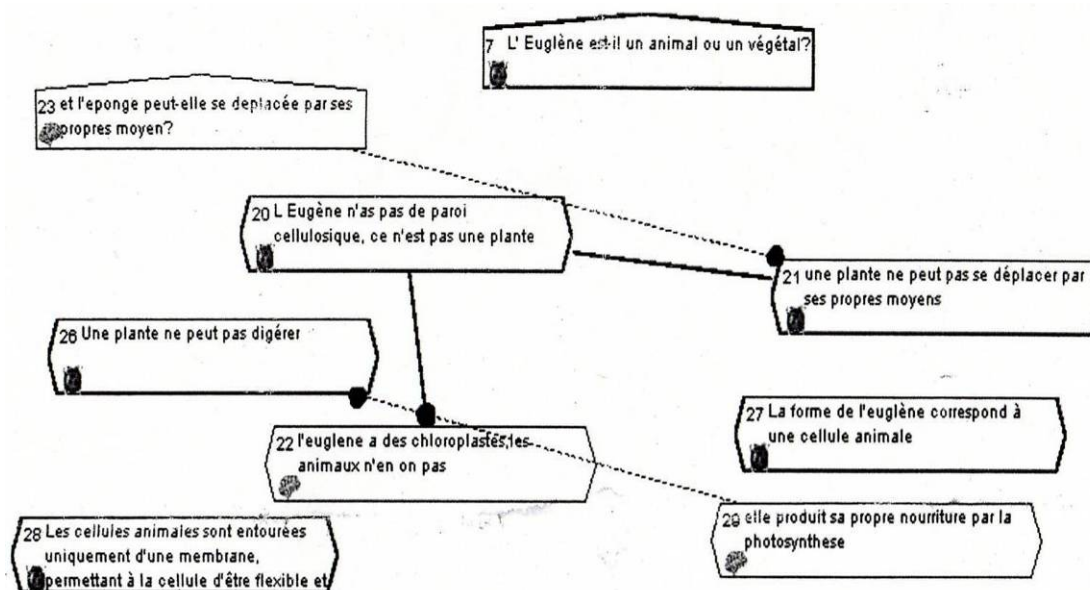 7 L' Euglène est-il un animal ou un végétal?
23 et l'eponge peut-elle se deplacée par ses
propres moyen?
20 L Eugène n'as pas de paroi
cellulosique, ce n'est pas une plante
21 une plante ne peut pas se déplacer par
ses propres moyens
26 Une plante ne peut pas digérer
27 La forme de l'euglène correspond à
une cellule animale
22 l'euglene a des chloroplastes,les
animaux n'en on pas
29 elle produit sa propre nourriture par la
photosynthese
28 Les cellules animales sont entourées
uniquement d'une membrane,
permettant à la cellule d'être flexible et